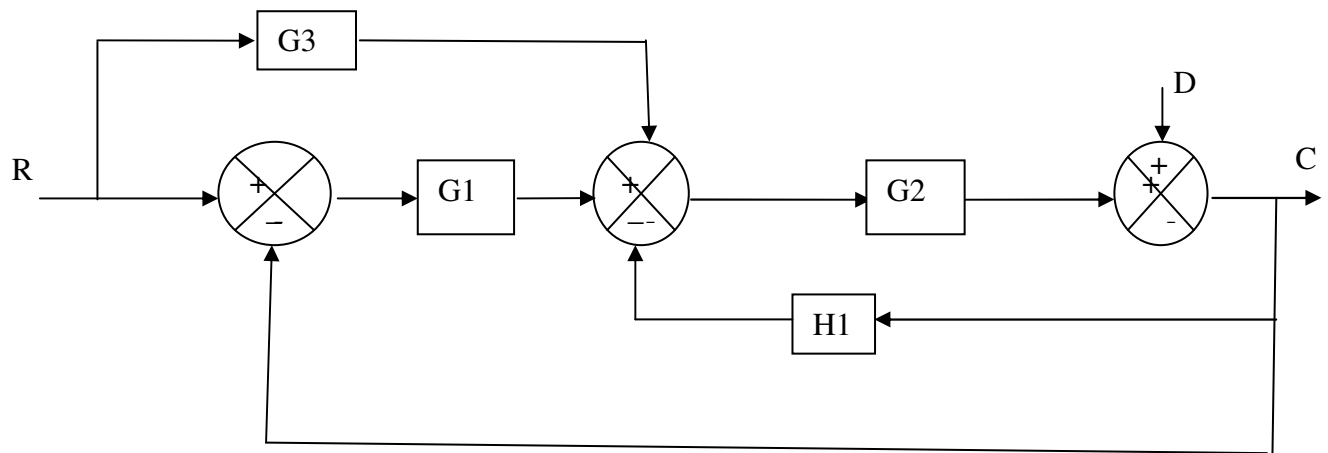 G3
D
R
+
G1
+
G2
+
+
C
–
– -
-
H1